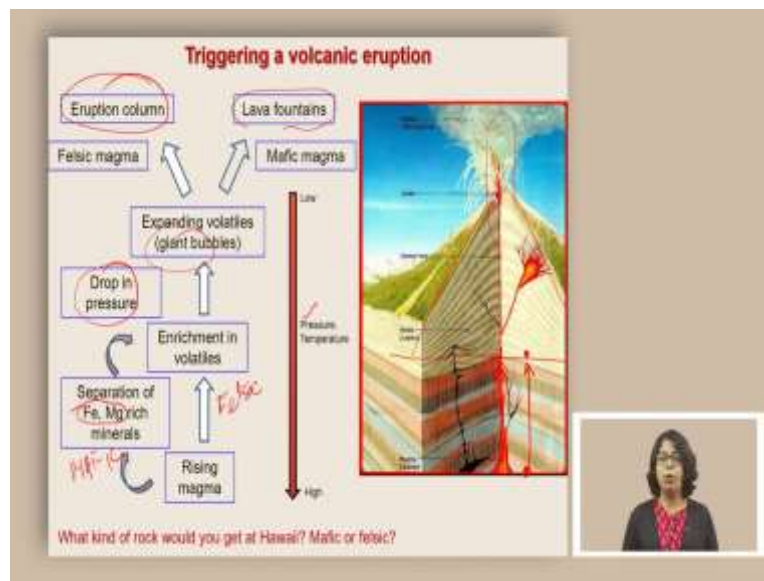 Triggering a volcanic eruption
Eruption column
Lava fountains
Felsic magma
Mafic magma
Expanding volatiles
(giant bubbles)
Low
Drop in
pressure
Pressure,
Temperature
Enrichment in
volatiles
Separation of
Fe, Mg rich
minerals
Felsic
Mafic
Rising
magma
High
What kind of rock would you get at Hawaii? Mafic or felsic?